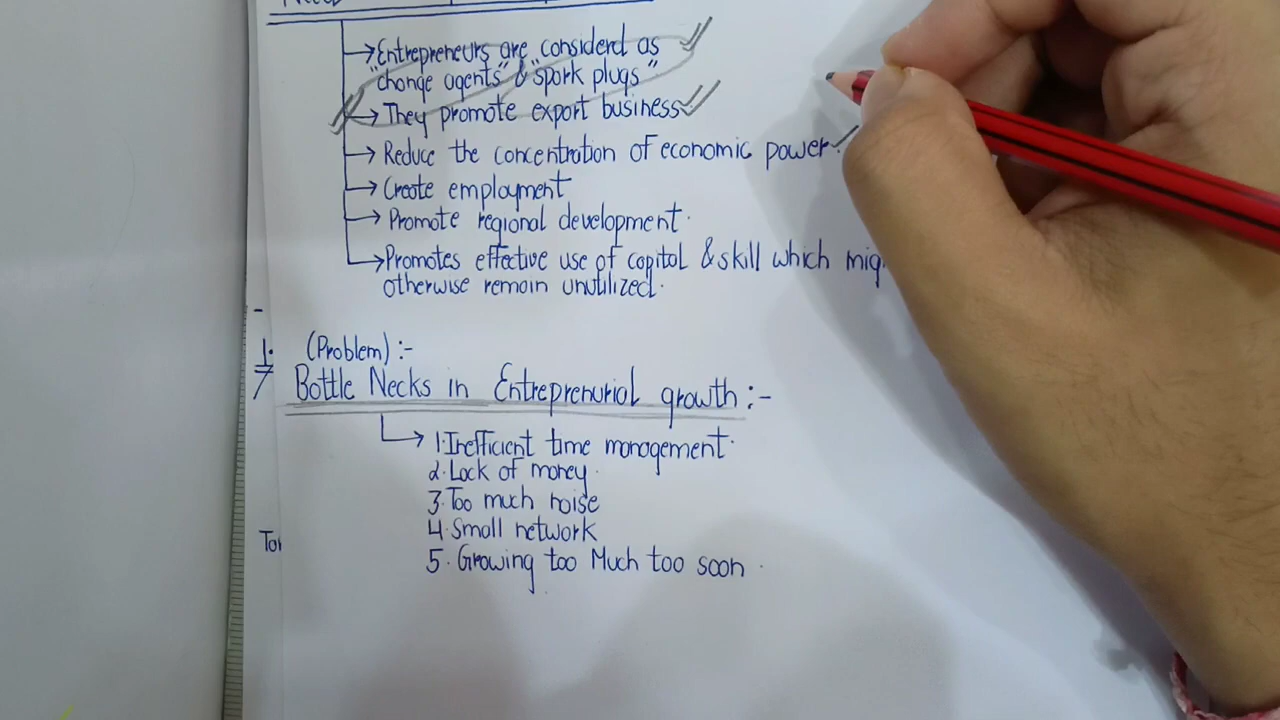 →Entrepreneurs are "considerd as
"change agents" & "spark plugs"
→ They promote export business
→ Reduce the concentration of economic power.
→ Create employment
→ Promote regional development.
→Promotes effective use of capital & skill which mig
otherwise remain unutilized.
(Problem) :-
Bottle Necks in Entreprenurial growth :-
→ 1. Inefficient time management.
2. Lack of money.
3. Too much noise
4. Small network
5. Growing too Much too soon.